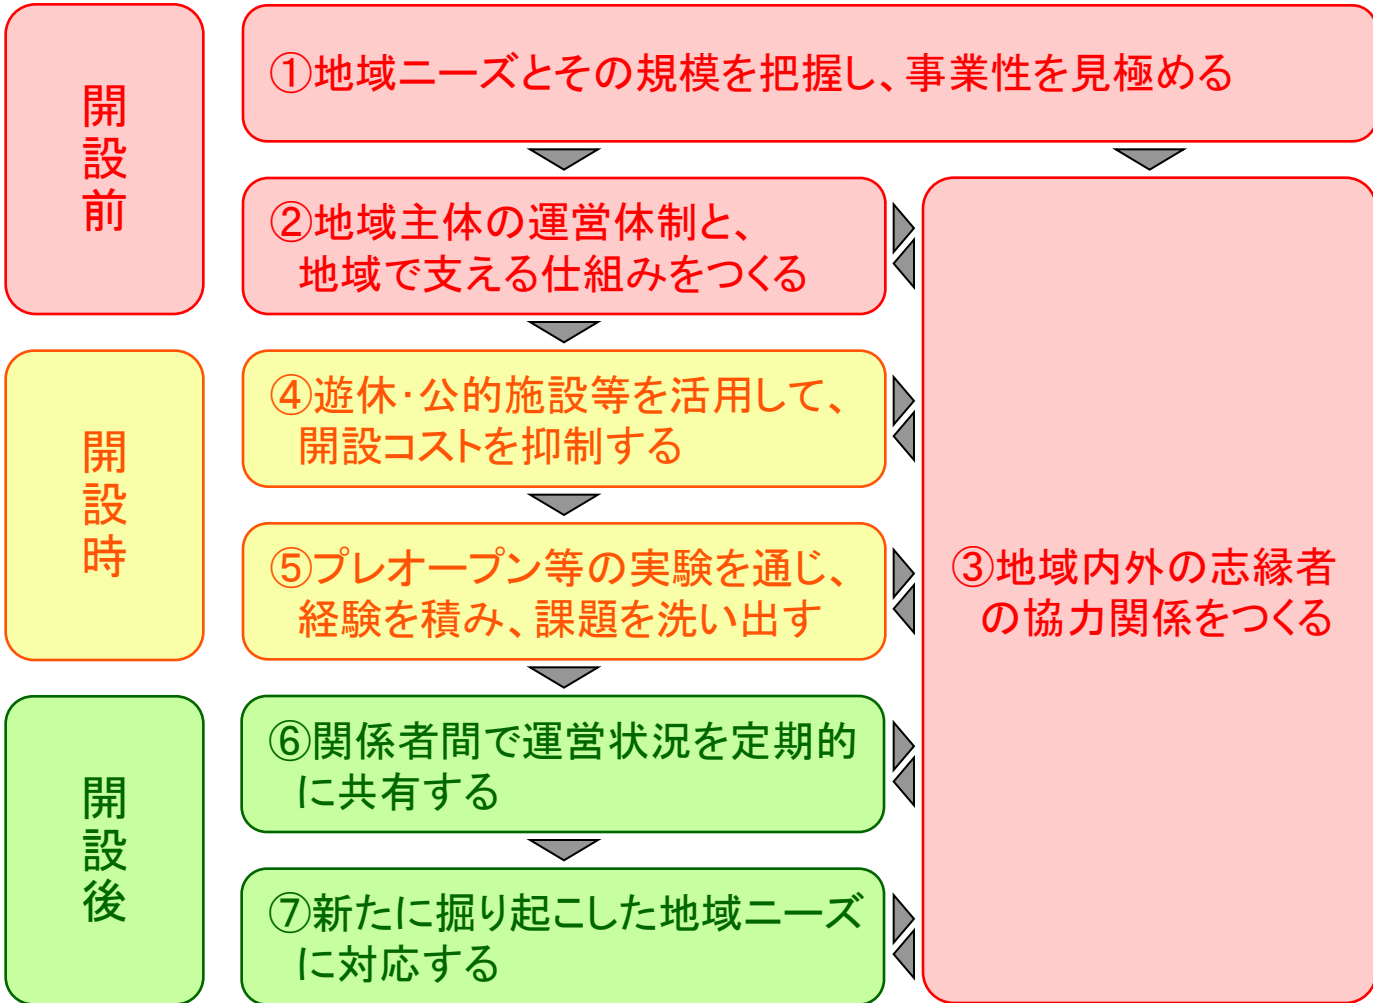 開設前
①地域ニーズとその規模を把握し、事業性を見極める
②地域主体の運営体制と、
地域で支える仕組みをつくる
③地域内外の志縁者
の協力関係をつくる
開設時
④遊休・公的施設等を活用して、
開設コストを抑制する
⑤プレオープン等の実験を通じ、
経験を積み、課題を洗い出す
開設後
⑥関係者間で運営状況を定期的
に共有する
⑦新たに掘り起こした地域ニーズ
に対応する